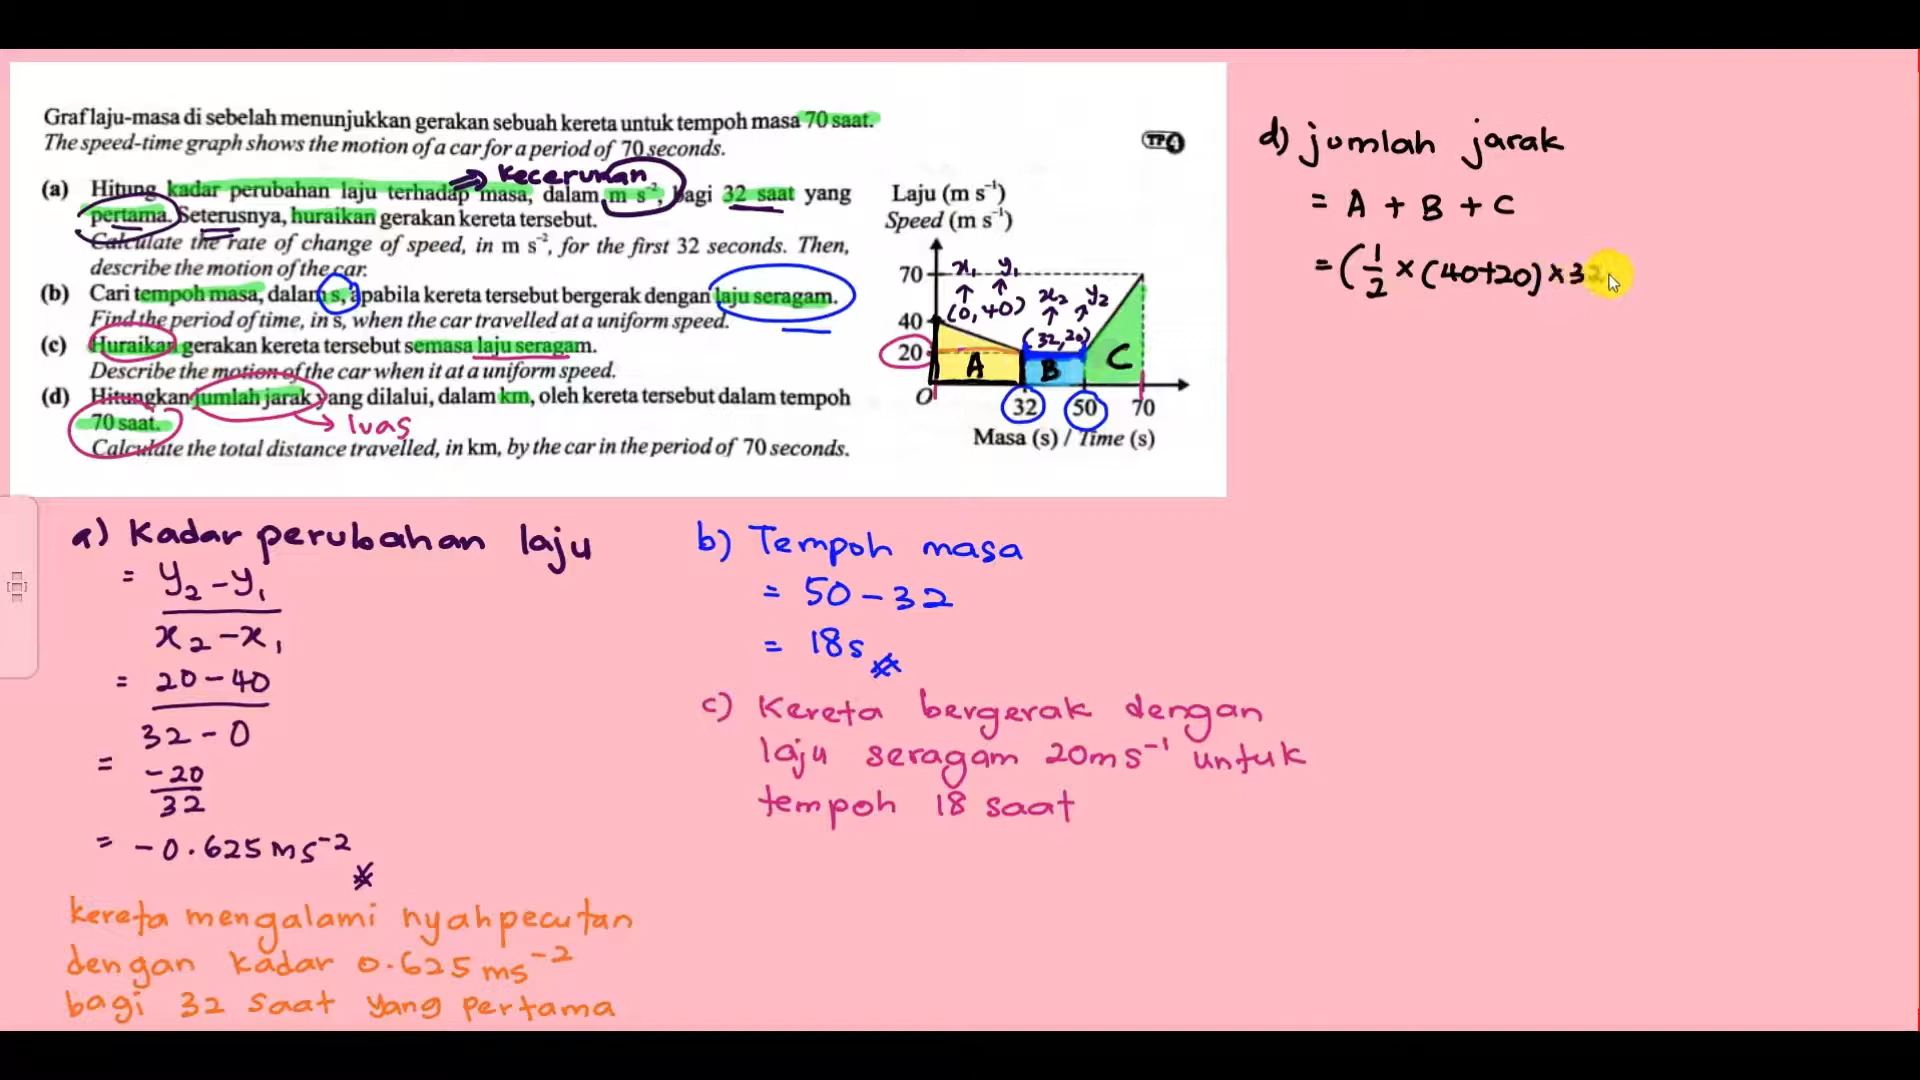 Graf laju-masa di sebelah menunjukkan gerakan sebuah kereta untuk tempoh masa 70 saat.
The speed-time graph shows the motion of a car for a period of 70 seconds.
⇒ Kecerunan
(a) Hitung kadar perubahan laju terhadap masa, dalam m s⁻², bagi 32 saat yang
pertama. Seterusnya, huraikan gerakan kereta tersebut.
Calculate the rate of change of speed, in m s⁻², for the first 32 seconds. Then,
describe the motion of the car.
(b) Cari tempoh masa, dalam s, apabila kereta tersebut bergerak dengan laju seragam.
Find the period of time, in s, when the car travelled at a uniform speed.
(c) Huraikan gerakan kereta tersebut semasa laju seragam.
Describe the motion of the car when it at a uniform speed.
(d) Hitungkan jumlah jarak yang dilalui, dalam km, oleh kereta tersebut dalam tempoh
70 saat. → luas
Calculate the total distance travelled, in km, by the car in the period of 70 seconds.
TP4
Laju (m s⁻¹)
Speed (m s⁻¹)
70
x₁ y₁
40 (0, 40) x₂ y₂
(32, 20)
20 A B C
O 32 50 70
Masa (s) / Time (s)
a) Kadar perubahan laju
= y₂ - y₁
x₂ - x₁
= 20 - 40
32 - 0
= -20
32
= -0.625 ms⁻²
kereta mengalami nyahpecutan
dengan kadar 0.625 ms⁻²
bagi 32 saat yang pertama
b) Tempoh masa
= 50 - 32
= 18s
c) Kereta bergerak dengan
laju seragam 20ms⁻¹ untuk
tempoh 18 saat
d) jumlah jarak
= A + B + C
= (½ × (40+20) × 32